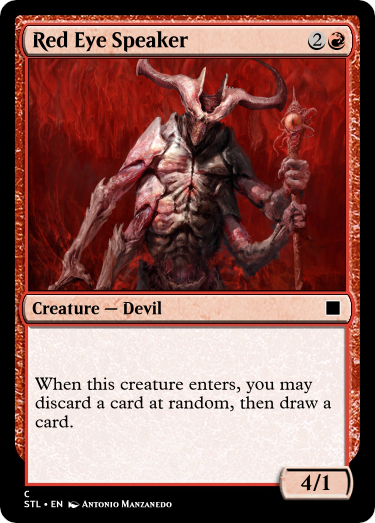 Red Eye Speaker 2
Creature — Devil
When this creature enters, you may
discard a card at random, then draw a
card.
4/1
C
STL • EN Antonio Manzanedo